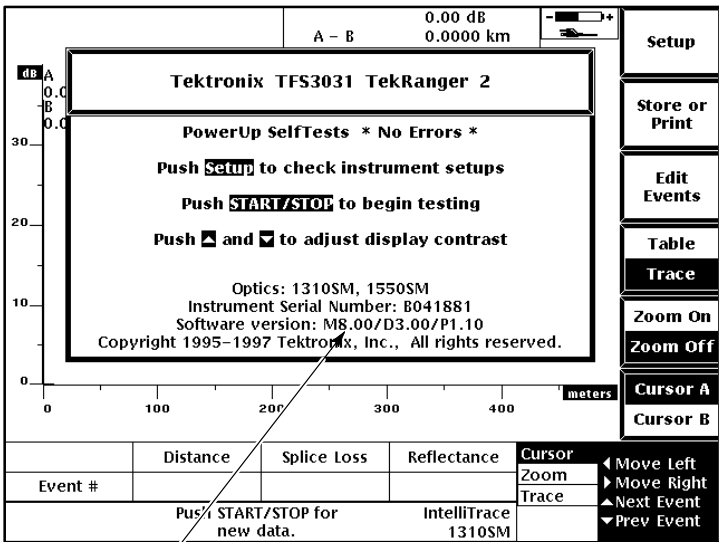 0.00 dB
A – B
0.0000 km
- +
Setup
dB
A
0.0
B
0.0
Tektronix TFS3031 TekRanger 2
PowerUp SelfTests * No Errors *
Push Setup to check instrument setups
Push START/STOP to begin testing
Push ▲ and ▼ to adjust display contrast
Optics: 1310SM, 1550SM
Instrument Serial Number: B041881
Software version: M8.00/D3.00/P1.10
Copyright 1995–1997 Tektronix, Inc., All rights reserved.
Store or
Print
Edit
Events
Table
Trace
Zoom On
Zoom Off
Cursor A
Cursor B
30
20
10
0
meters
0 100 200 300 400
Distance Splice Loss Reflectance
Event #
Push START/STOP for
new data.
IntelliTrace
1310SM
Cursor
Zoom
Trace
◀ Move Left
▶ Move Right
▲ Next Event
▼ Prev Event